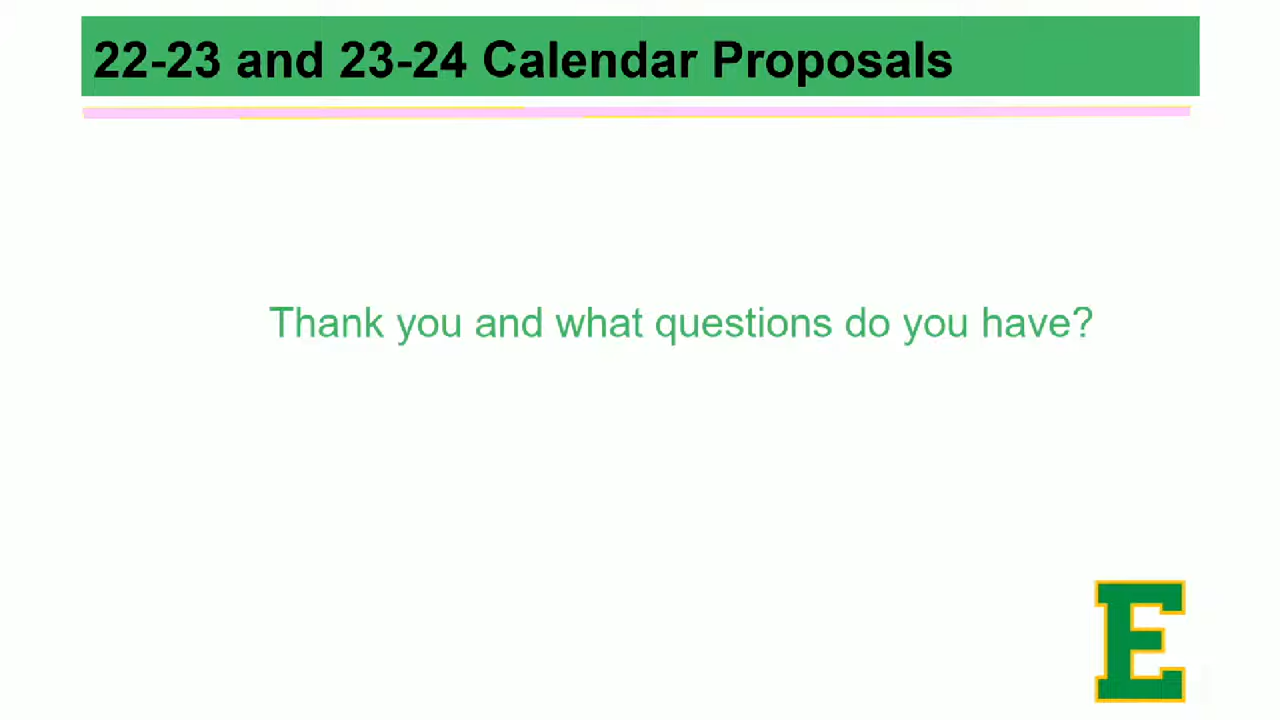 22-23 and 23-24 Calendar Proposals
Thank you and what questions do you have?
E